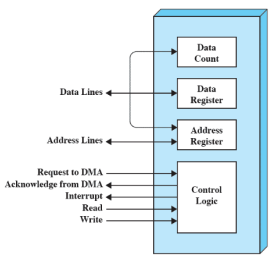 Data
Count
Data Lines
Data
Register
Address Lines
Address
Register
Request to DMA
Acknowledge from DMA
Interrupt
Read
Write
Control
Logic